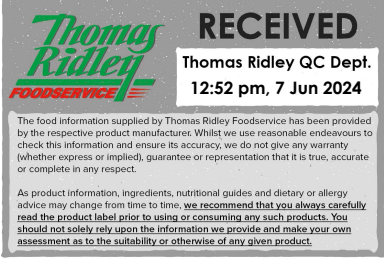 Thomas
Ridley
FOODSERVICE
RECEIVED
Thomas Ridley QC Dept.
12:52 pm, 7 Jun 2024
The food information supplied by Thomas Ridley Foodservice has been provided
by the respective product manufacturer. Whilst we use reasonable endeavours to
check this information and ensure its accuracy, we do not give any warranty
(whether express or implied), guarantee or representation that it is true, accurate
or complete in any respect.
As product information, ingredients, nutritional guides and dietary or allergy
advice may change from time to time, we recommend that you always carefully
read the product label prior to using or consuming any such products. You
should not solely rely upon the information we provide and make your own
assessment as to the suitability or otherwise of any given product.